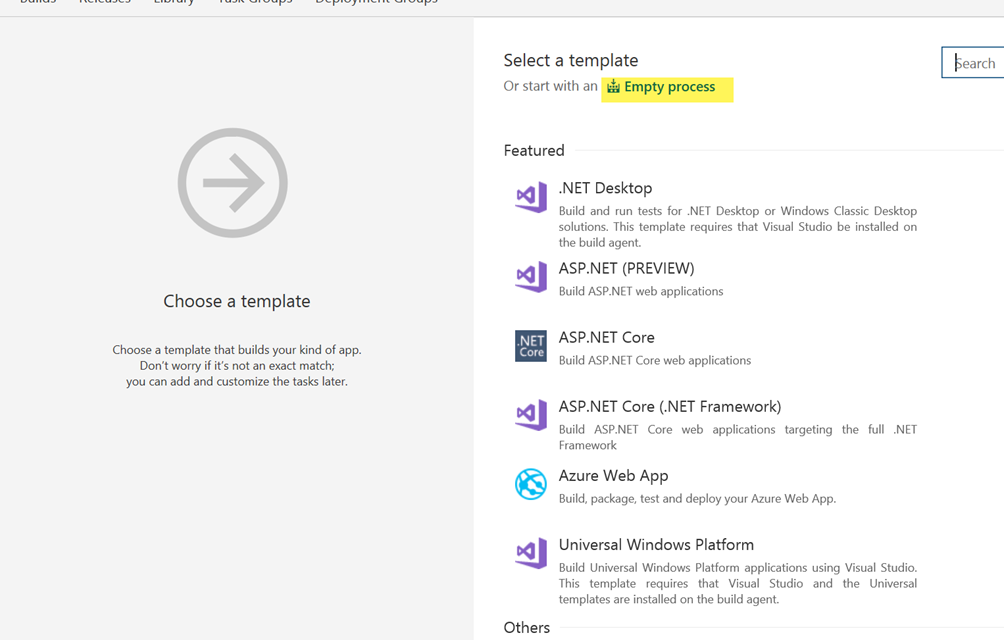 Builds Releases Library Task Groups Deployment Groups
Select a template
Search
Or start with an Empty process
Featured
.NET Desktop
Build and run tests for .NET Desktop or Windows Classic Desktop
solutions. This template requires that Visual Studio be installed on
the build agent.
ASP.NET (PREVIEW)
Build ASP.NET web applications
.NET
Core
ASP.NET Core
Build ASP.NET Core web applications
ASP.NET Core (.NET Framework)
Build ASP.NET Core web applications targeting the full .NET
Framework
Azure Web App
Build, package, test and deploy your Azure Web App.
Universal Windows Platform
Build Universal Windows Platform applications using Visual Studio.
This template requires that Visual Studio and the Universal
templates are installed on the build agent.
Others
Choose a template
Choose a template that builds your kind of app.
Don't worry if it's not an exact match;
you can add and customize the tasks later.